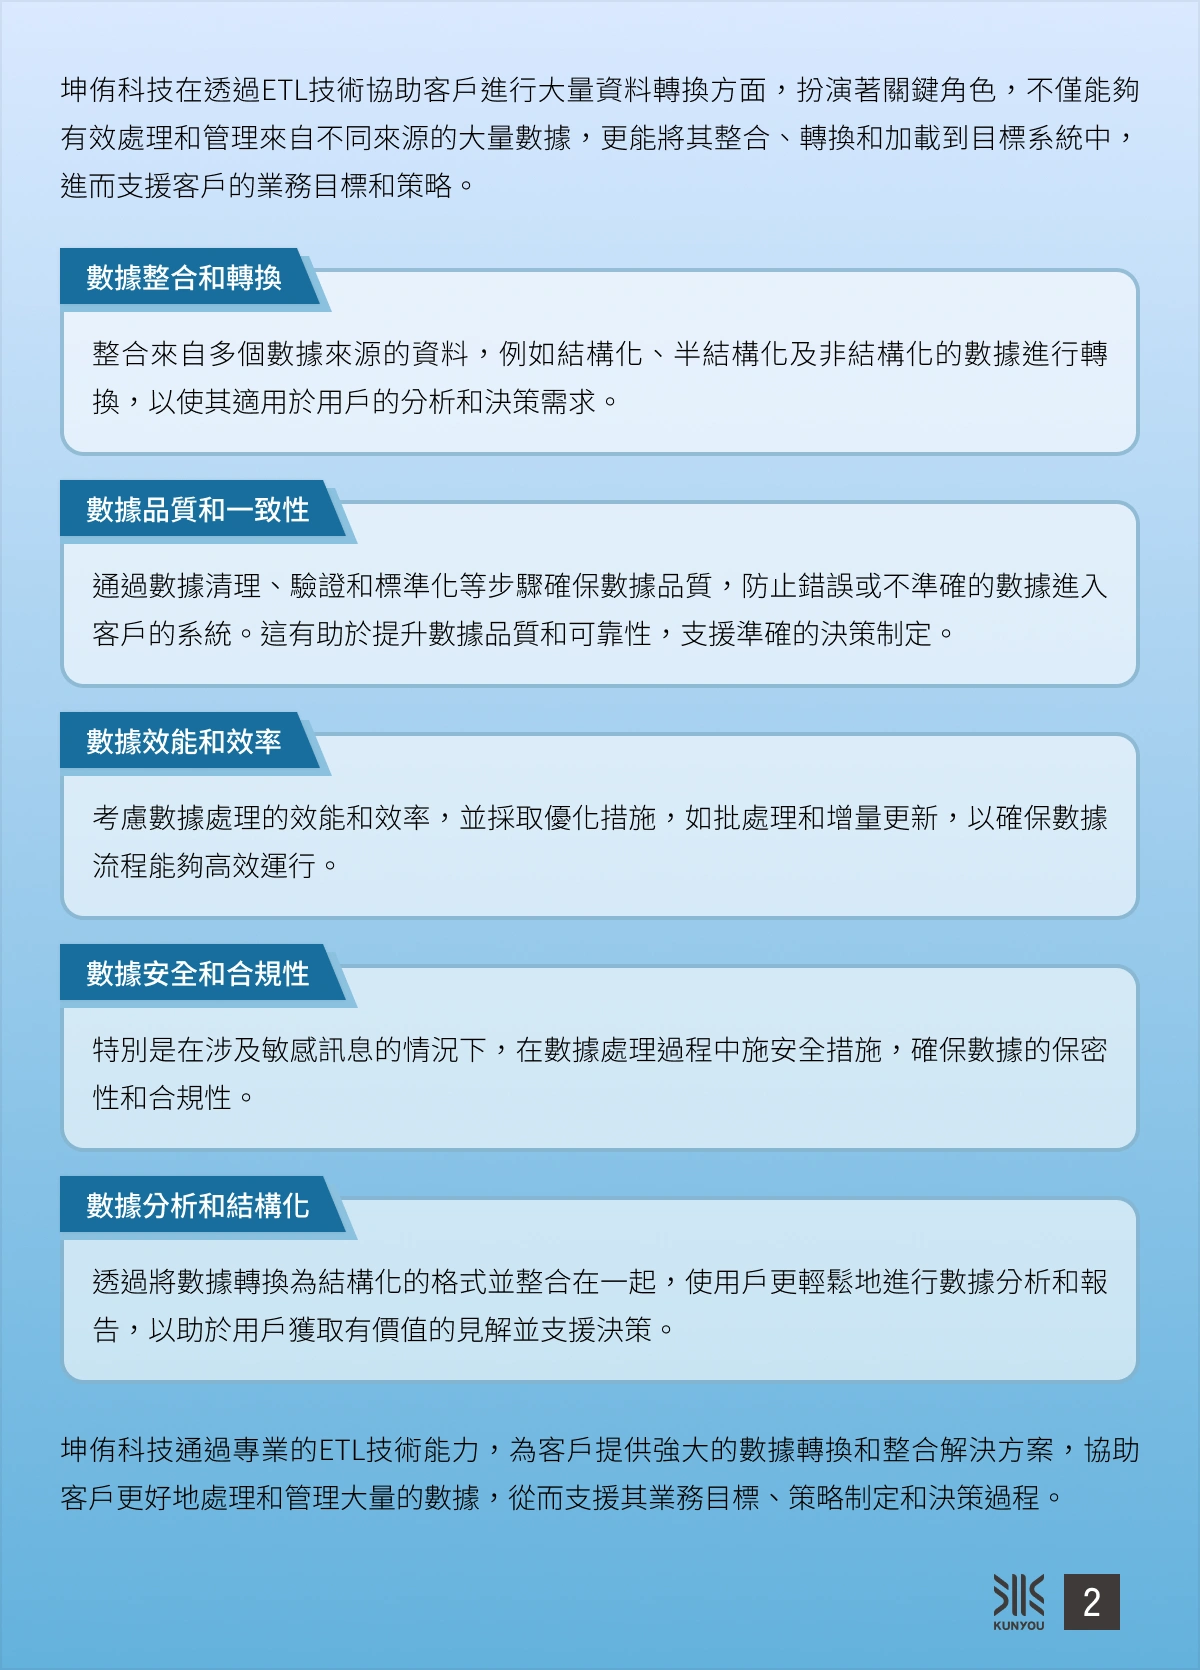 坤侑科技在透過ETL技術協助客戶進行大量資料轉換方面，扮演著關鍵角色，不僅能夠
有效處理和管理來自不同來源的大量數據，更能將其整合、轉換和加載到目標系統中，
進而支援客戶的業務目標和策略。
數據整合和轉換
整合來自多個數據來源的資料，例如結構化、半結構化及非結構化的數據進行轉
換，以使其適用於用戶的分析和決策需求。
數據品質和一致性
通過數據清理、驗證和標準化等步驟確保數據品質，防止錯誤或不準確的數據進入
客戶的系統。這有助於提升數據品質和可靠性，支援準確的決策制定。
數據效能和效率
考慮數據處理的效能和效率，並採取優化措施，如批處理和增量更新，以確保數據
流程能夠高效運行。
數據安全和合規性
特別是在涉及敏感訊息的情況下，在數據處理過程中施安全措施，確保數據的保密
性和合規性。
數據分析和結構化
透過將數據轉換為結構化的格式並整合在一起，使用戶更輕鬆地進行數據分析和報
告，以助於用戶獲取有價值的見解並支援決策。
坤侑科技通過專業的ETL技術能力，為客戶提供強大的數據轉換和整合解決方案，協助
客戶更好地處理和管理大量的數據，從而支援其業務目標、策略制定和決策過程。
KUNYOU
2